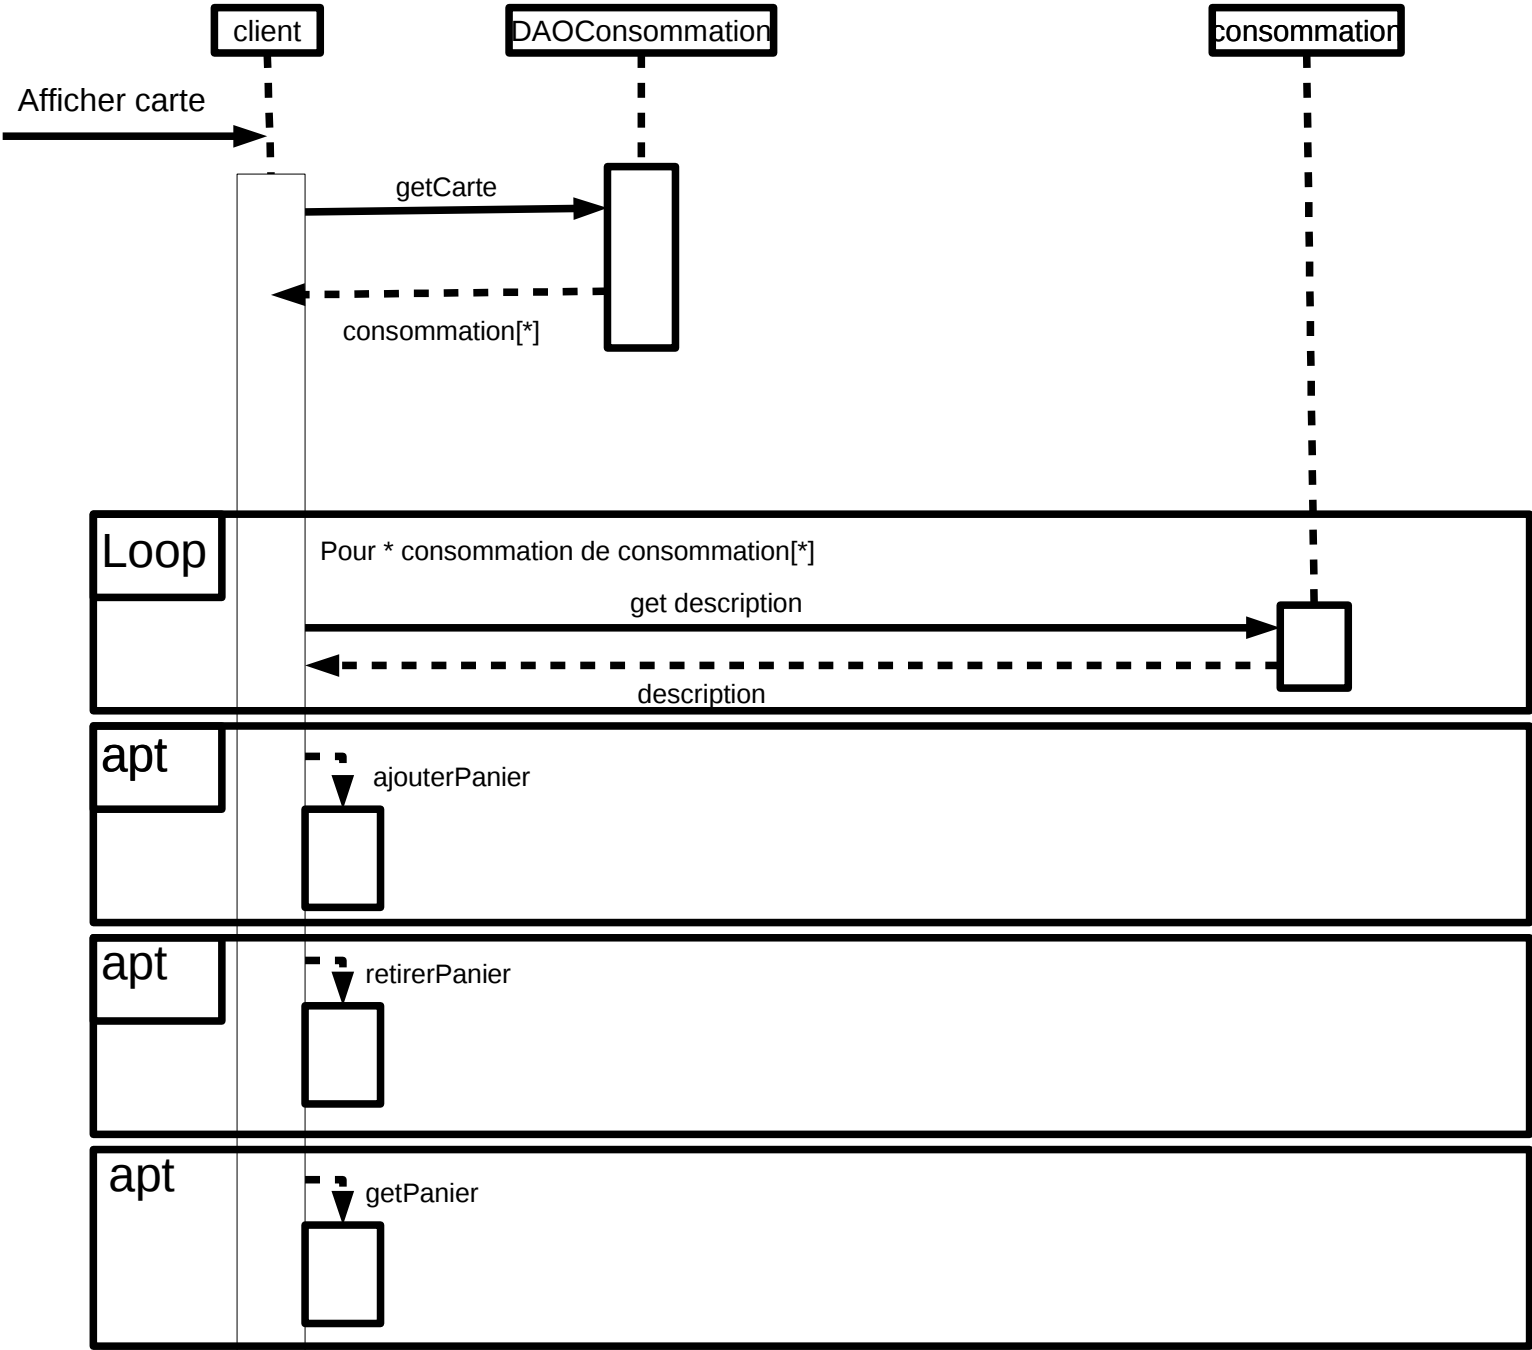 client
DAOConsommation
consommation
Afficher carte
getCarte
consommation[*]
Loop
Pour * consommation de consommation[*]
get description
description
apt
ajouterPanier
apt
retirerPanier
apt
getPanier